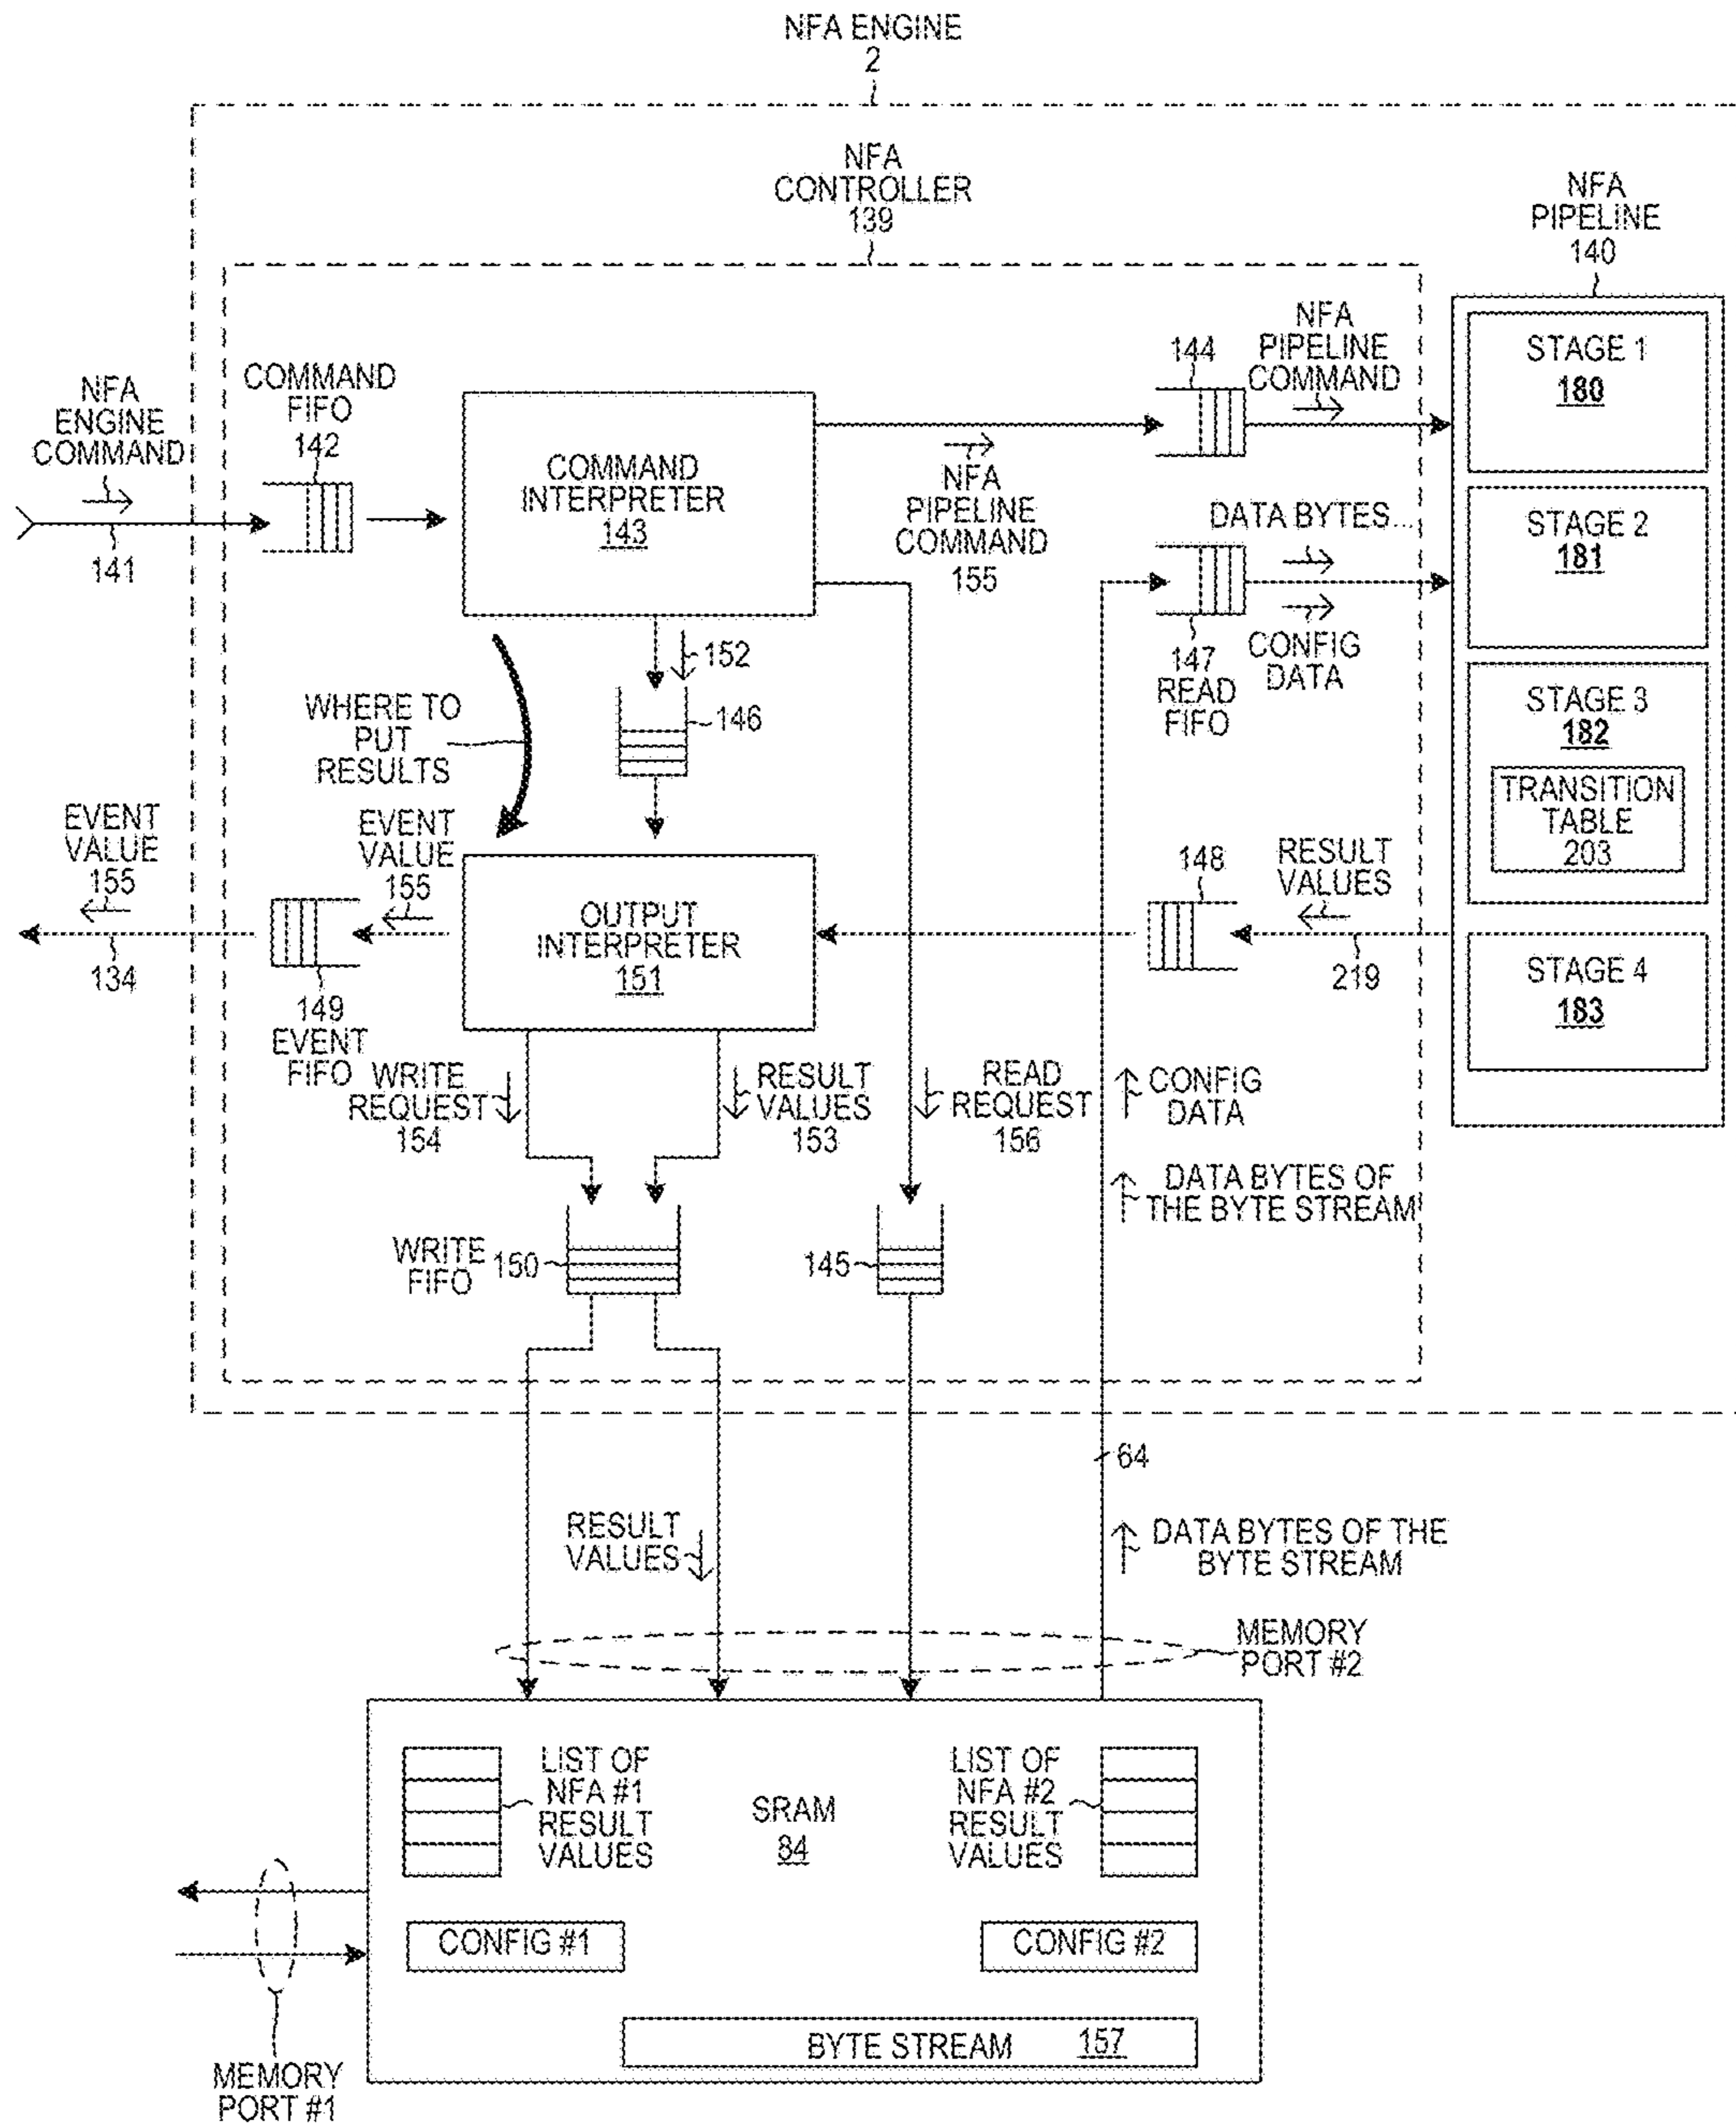 NFA ENGINE
2
NFA
CONTROLLER
139
NFA
PIPELINE
140
NFA
ENGINE
COMMAND
141
COMMAND
FIFO
142
COMMAND
INTERPRETER
143
144
NFA
PIPELINE
COMMAND
NFA
PIPELINE
COMMAND
155
DATA BYTES...
147
READ
FIFO
CONFIG
DATA
STAGE 1
180
STAGE 2
181
STAGE 3
182
TRANSITION
TABLE
203
STAGE 4
183
152
146
WHERE TO
PUT
RESULTS
EVENT
VALUE
155
134
EVENT
VALUE
155
149
EVENT
FIFO
OUTPUT
INTERPRETER
151
148
RESULT
VALUES
219
WRITE
REQUEST
154
RESULT
VALUES
153
READ
REQUEST
156
CONFIG
DATA
DATA BYTES OF
THE BYTE STREAM
WRITE
FIFO
150
145
64
RESULT
VALUES
DATA BYTES OF THE
BYTE STREAM
MEMORY
PORT #2
LIST OF
NFA #1
RESULT
VALUES
SRAM
84
LIST OF
NFA #2
RESULT
VALUES
CONFIG #1
CONFIG #2
BYTE STREAM 157
MEMORY
PORT #1